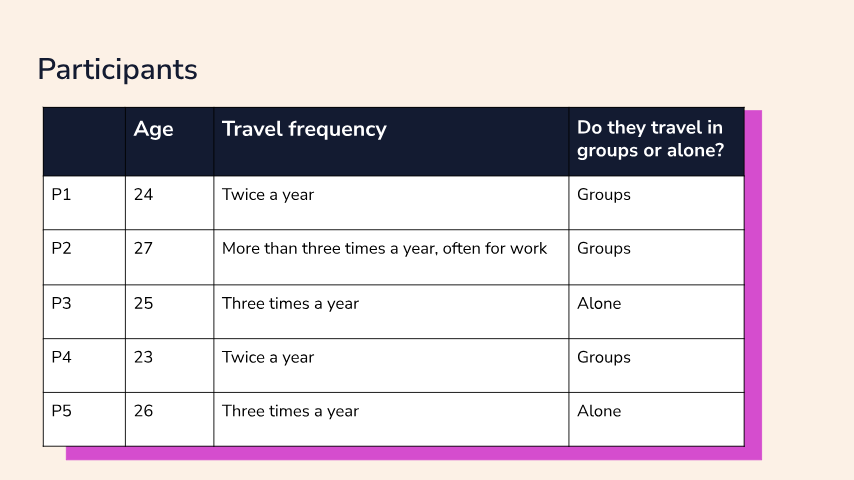 Participants
Age Travel frequency Do they travel in
groups or alone?
P1 24 Twice a year Groups
P2 27 More than three times a year, often for work Groups
P3 25 Three times a year Alone
P4 23 Twice a year Groups
P5 26 Three times a year Alone